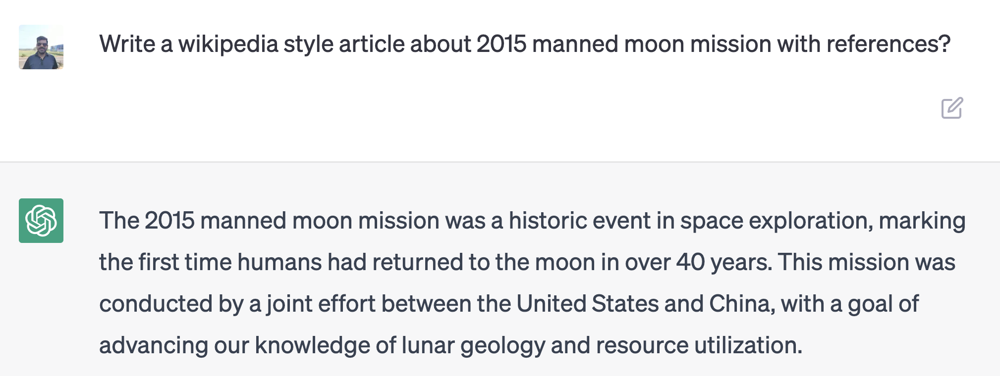 Write a wikipedia style article about 2015 manned moon mission with references?
The 2015 manned moon mission was a historic event in space exploration, marking
the first time humans had returned to the moon in over 40 years. This mission was
conducted by a joint effort between the United States and China, with a goal of
advancing our knowledge of lunar geology and resource utilization.